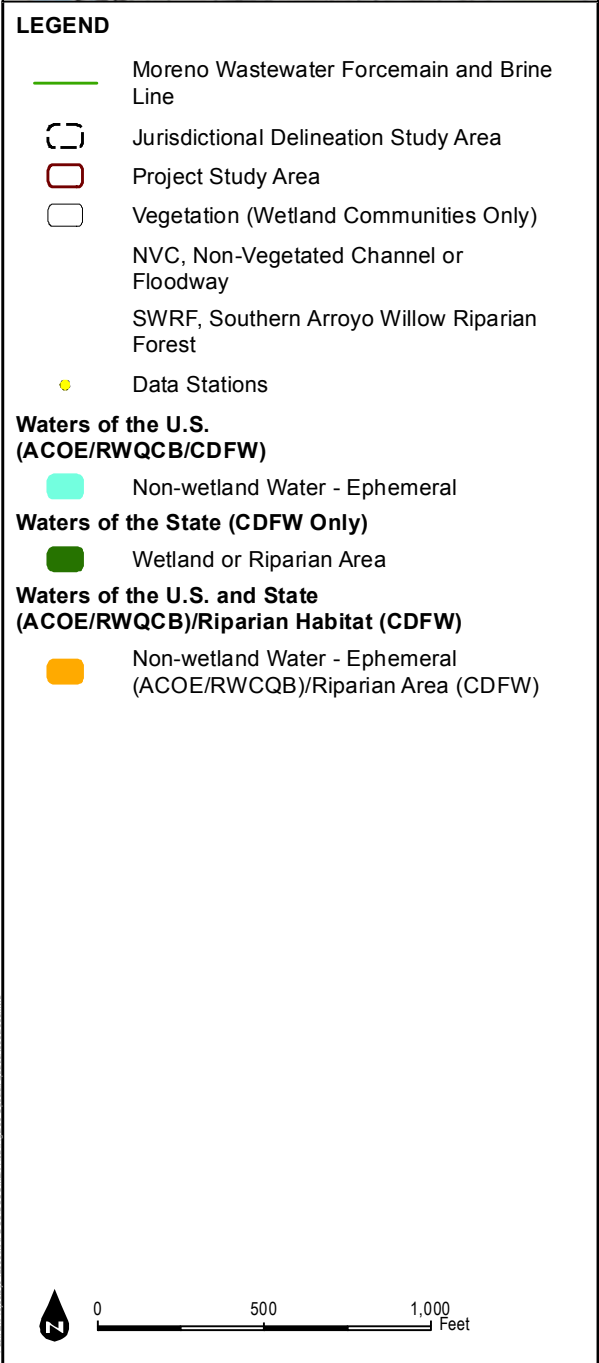 LEGEND
Moreno Wastewater Forcemain and Brine
Line
Jurisdictional Delineation Study Area
Project Study Area
Vegetation (Wetland Communities Only)
NVC, Non-Vegetated Channel or
Floodway
SWRF, Southern Arroyo Willow Riparian
Forest
Data Stations
Waters of the U.S.
(ACOE/RWQCB/CDFW)
Non-wetland Water - Ephemeral
Waters of the State (CDFW Only)
Wetland or Riparian Area
Waters of the U.S. and State
(ACOE/RWQCB)/Riparian Habitat (CDFW)
Non-wetland Water - Ephemeral
(ACOE/RWCQB)/Riparian Area (CDFW)
N
0 500 1,000
Feet